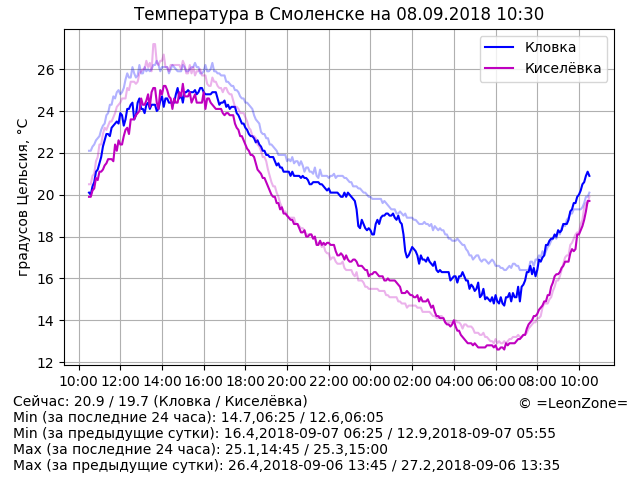 Температура в Смоленске на 08.09.2018 10:30
Кловка
Киселёвка
градусов Цельсия, °C
26
24
22
20
18
16
14
12
10:00 12:00 14:00 16:00 18:00 20:00 22:00 00:00 02:00 04:00 06:00 08:00 10:00
Сейчас: 20.9 / 19.7 (Кловка / Киселёвка)
© =LeonZone=
Min (за последние 24 часа): 14.7,06:25 / 12.6,06:05
Min (за предыдущие сутки): 16.4,2018-09-07 06:25 / 12.9,2018-09-07 05:55
Max (за последние 24 часа): 25.1,14:45 / 25.3,15:00
Max (за предыдущие сутки): 26.4,2018-09-06 13:45 / 27.2,2018-09-06 13:35